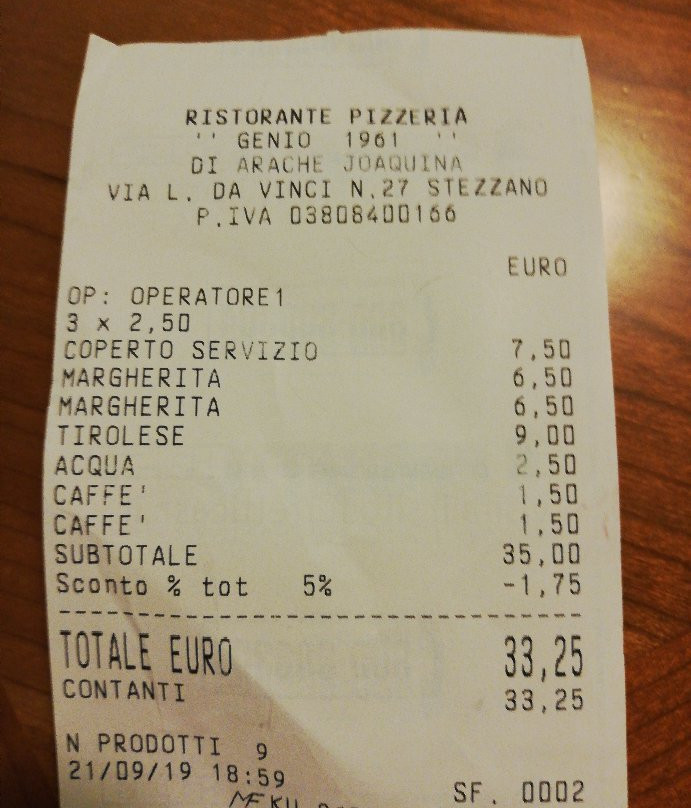 RISTORANTE PIZZERIA
'' GENIO 1961 ''
DI ARACHE JOAQUINA
VIA L. DA VINCI N.27 STEZZANO
P.IVA 03808400166
EURO
OP: OPERATORE1
3 x 2,50
COPERTO SERVIZIO 7,50
MARGHERITA 6,50
MARGHERITA 6,50
TIROLESE 9,00
ACQUA 2,50
CAFFE' 1,50
CAFFE' 1,50
SUBTOTALE 35,00
Sconto % tot 5% -1,75
TOTALE EURO 33,25
CONTANTI 33,25
N PRODOTTI 9
21/09/19 18:59
SF. 0002